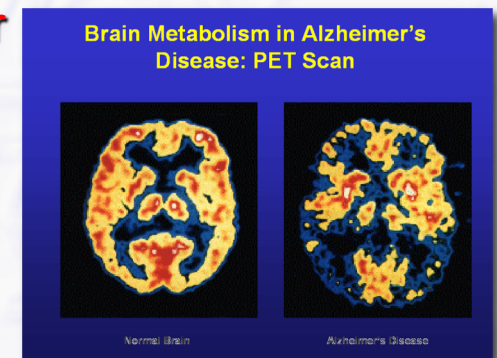 Brain Metabolism in Alzheimer's
Disease: PET Scan
Normal Brain
Alzheimer's Disease